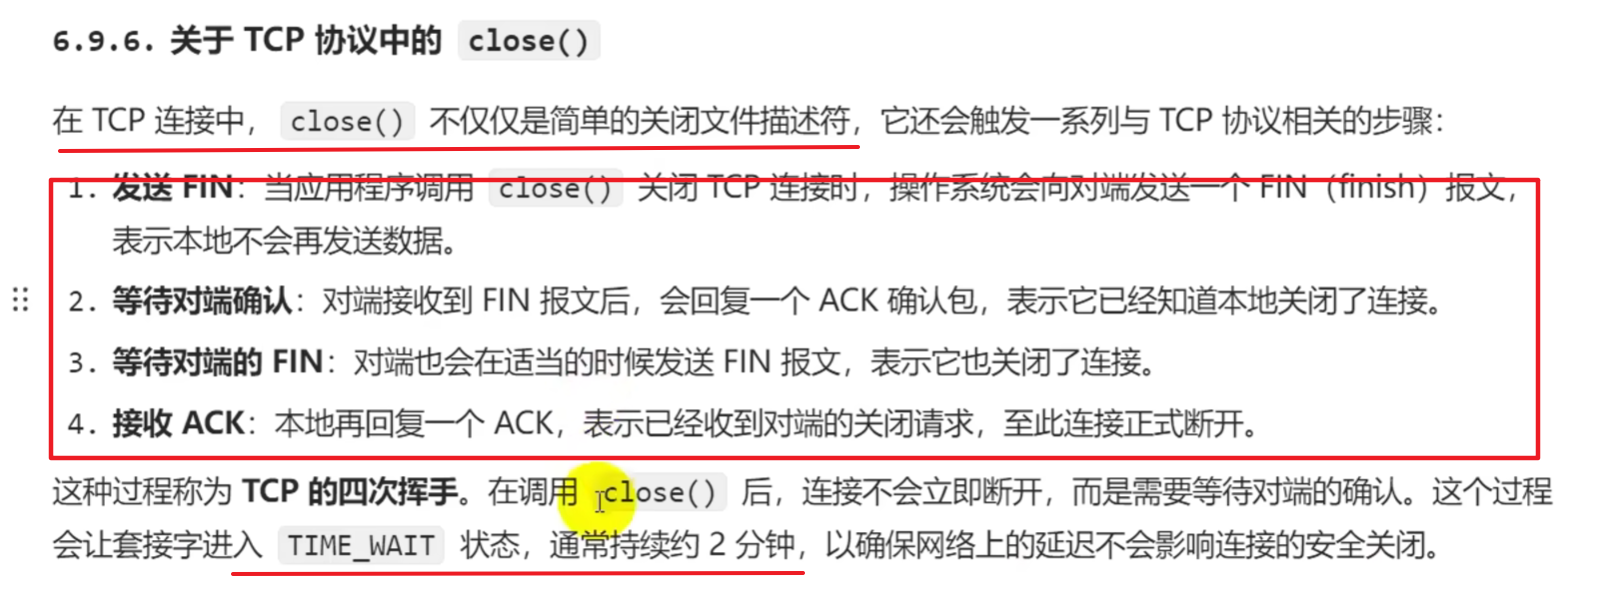 6.9.6. 关于 TCP 协议中的 close()
在 TCP 连接中， close() 不仅仅是简单的关闭文件描述符，它还会触发一系列与 TCP 协议相关的步骤：
1. 发送 FIN：当应用程序调用 close() 关闭 TCP 连接时，操作系统会向对端发送一个 FIN（finish）报文，
表示本地不会再发送数据。
2. 等待对端确认：对端接收到 FIN 报文后，会回复一个 ACK 确认包，表示它已经知道本地关闭了连接。
3. 等待对端的 FIN：对端也会在适当的时候发送 FIN 报文，表示它也关闭了连接。
4. 接收 ACK：本地再回复一个 ACK，表示已经收到对端的关闭请求，至此连接正式断开。
这种过程称为 TCP 的四次挥手。在调用 close() 后，连接不会立即断开，而是需要等待对端的确认。这个过程
会让套接字进入 TIME_WAIT 状态，通常持续约 2 分钟，以确保网络上的延迟不会影响连接的安全关闭。